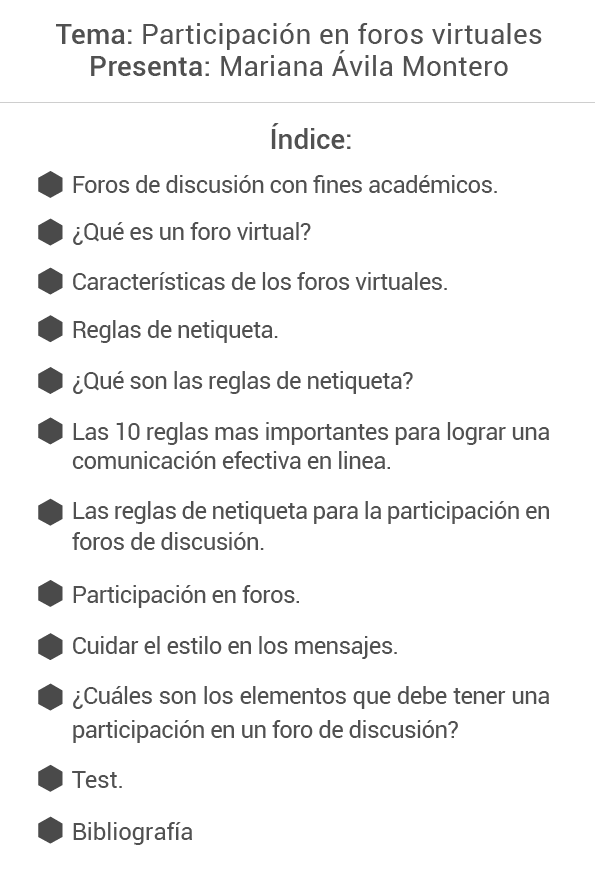 Tema: Participación en foros virtuales
Presenta: Mariana Ávila Montero
Índice:
Foros de discusión con fines académicos.
¿Qué es un foro virtual?
Características de los foros virtuales.
Reglas de netiqueta.
¿Qué son las reglas de netiqueta?
Las 10 reglas mas importantes para lograr una
comunicación efectiva en linea.
Las reglas de netiqueta para la participación en
foros de discusión.
Participación en foros.
Cuidar el estilo en los mensajes.
¿Cuáles son los elementos que debe tener una
participación en un foro de discusión?
Test.
Bibliografía